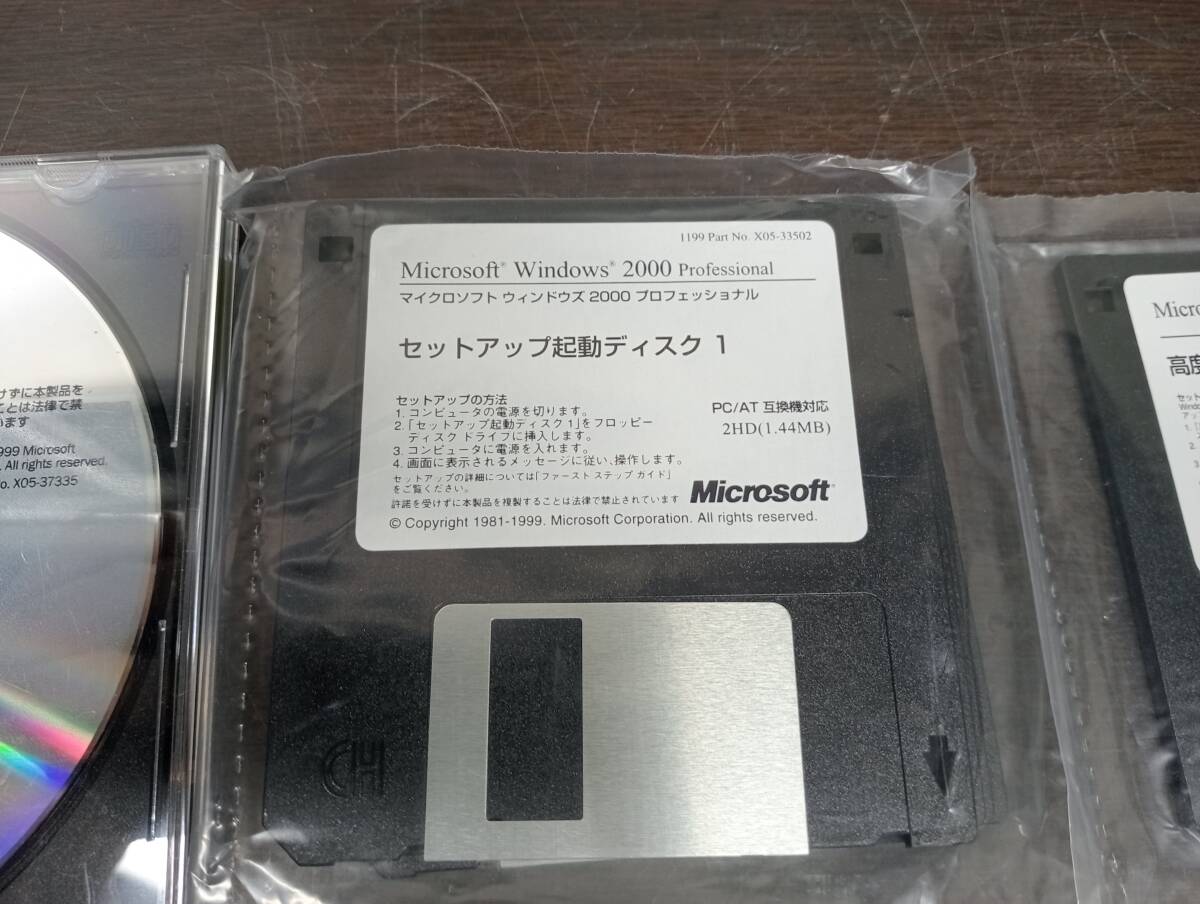 けずに本製品を
ことは法律で禁
います
999 Microsoft
. All rights reserved.
No. X05-37335
1199 Part No. X05-33502
Microsoft® Windows® 2000 Professional
マイクロソフト ウィンドウズ 2000 プロフェッショナル
セットアップ起動ディスク 1
セットアップの方法
1. コンピュータの電源を切ります。
2.「セットアップ起動ディスク 1」をフロッピー
ディスク ドライブに挿入します。
3. コンピュータに電源を入れます。
4. 画面に表示されるメッセージに従い、操作します。
セットアップの詳細については「ファースト ステップ ガイド」
をご覧ください。
許諾を受けずに本製品を複製することは法律で禁止されています
PC/AT 互換機対応
2HD(1.44MB)
Microsoft
© Copyright 1981-1999. Microsoft Corporation. All rights reserved.
CH
Micro
高度